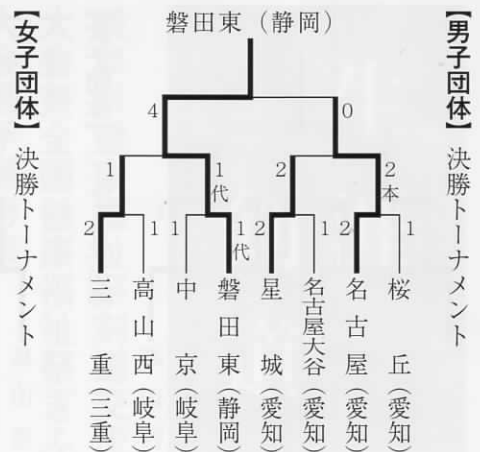 【男子団体】 決勝トーナメント
磐田東(静岡)
4
0
1
1
代
2
2
本
2
1
1
1
代
2
1
2
1
桜丘(愛知)
名古屋(愛知)
名古屋大谷(愛知)
星城(愛知)
磐田東(静岡)
中京(岐阜)
高山西(岐阜)
三重(三重)
【女子団体】 決勝トーナメント